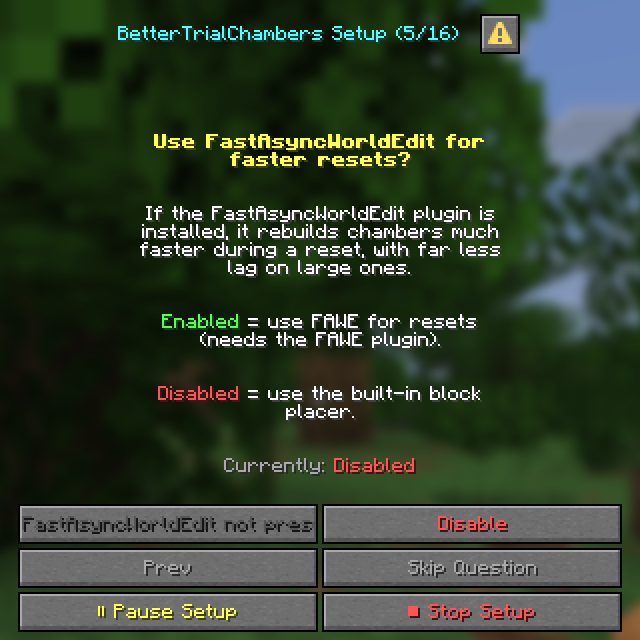 BetterTrialChambers Setup (5/16)
Use FastAsyncWorldEdit for
faster resets?
If the FastAsyncWorldEdit plugin is
installed, it rebuilds chambers much
faster during a reset, with far less
lag on large ones.
Enabled = use FAWE for resets
(needs the FAWE plugin).
Disabled = use the built-in block
placer.
Currently: Disabled
FastAsyncWorldEdit not pres
Disable
Prev
Skip Question
⏸ Pause Setup
■ Stop Setup